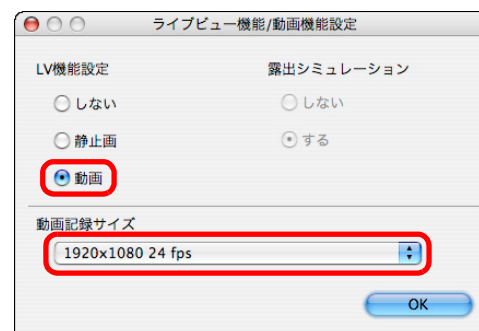 ライブビュー機能/動画機能設定
LV機能設定
しない
静止画
動画
露出シミュレーション
しない
する
動画記録サイズ
1920x1080 24 fps
OK